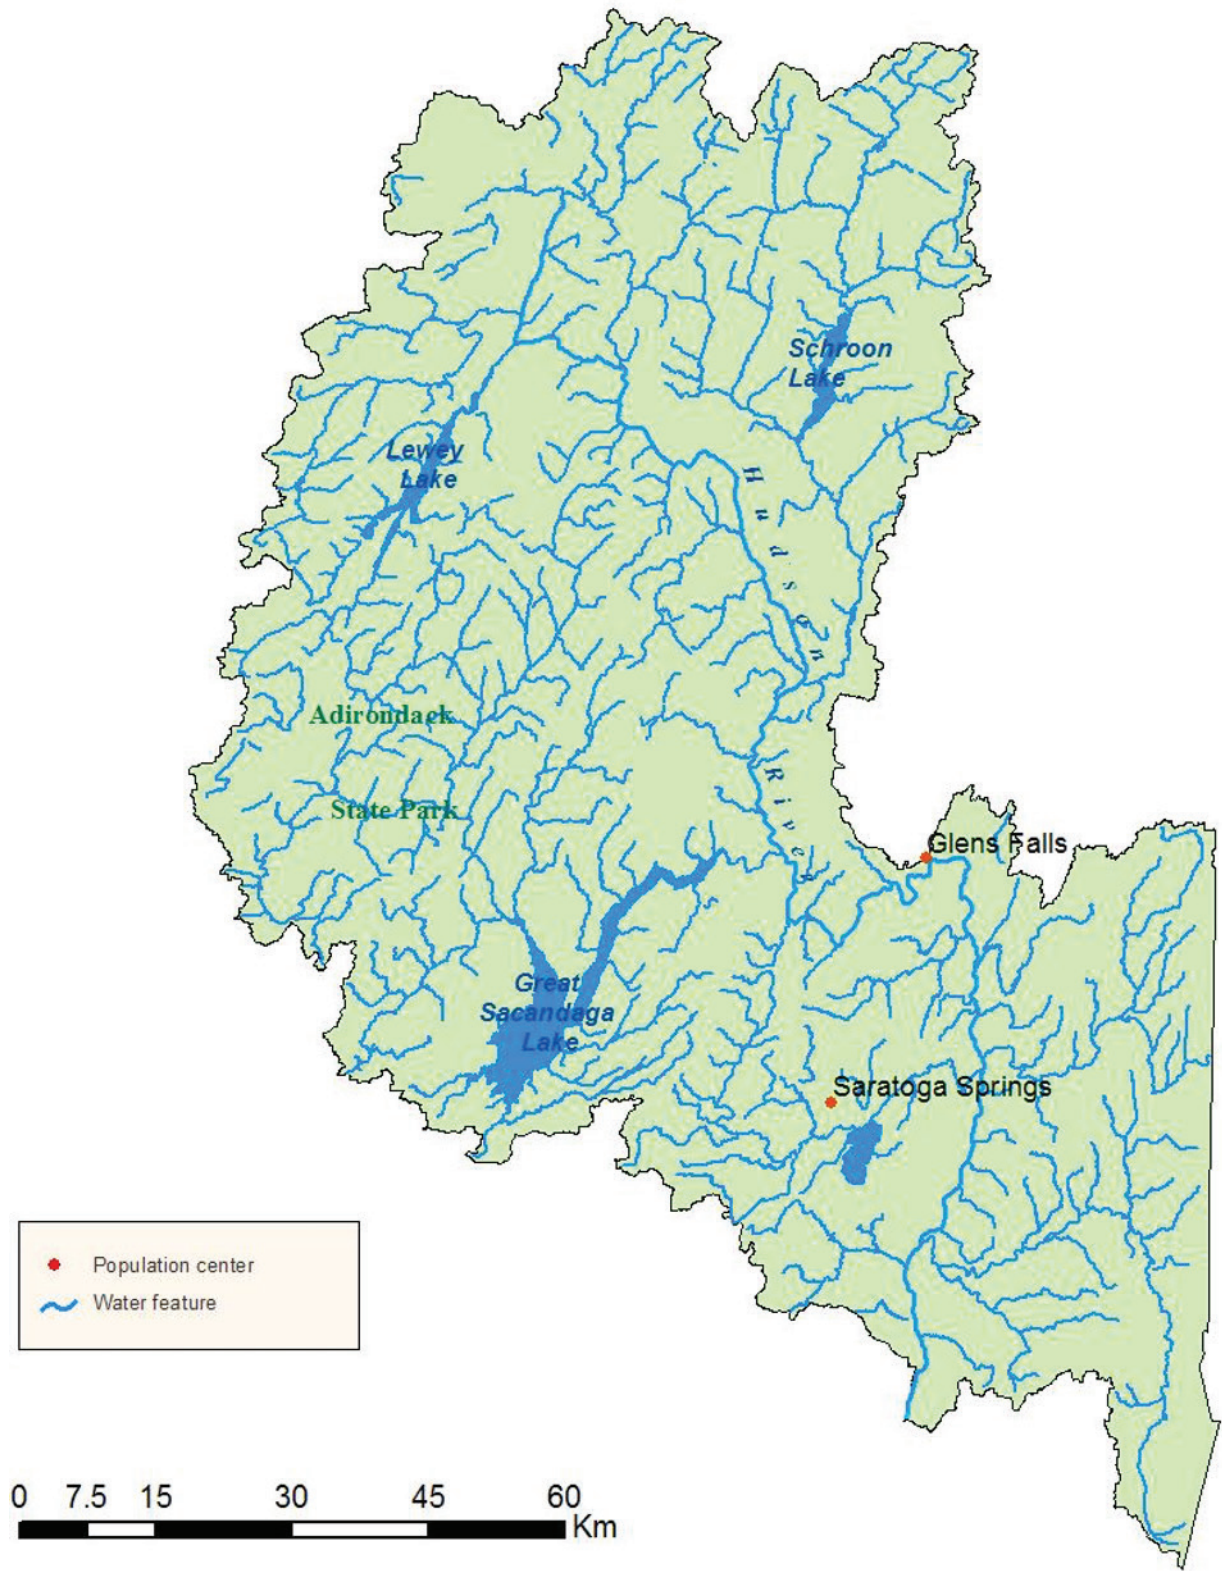 Schroon
Lake
Lewey
Lake
Hudson
River
Adirondack
State Park
Glens Falls
Great
Sacandaga
Lake
Saratoga Springs
Population center
Water feature
0 7.5 15 30 45 60
Km